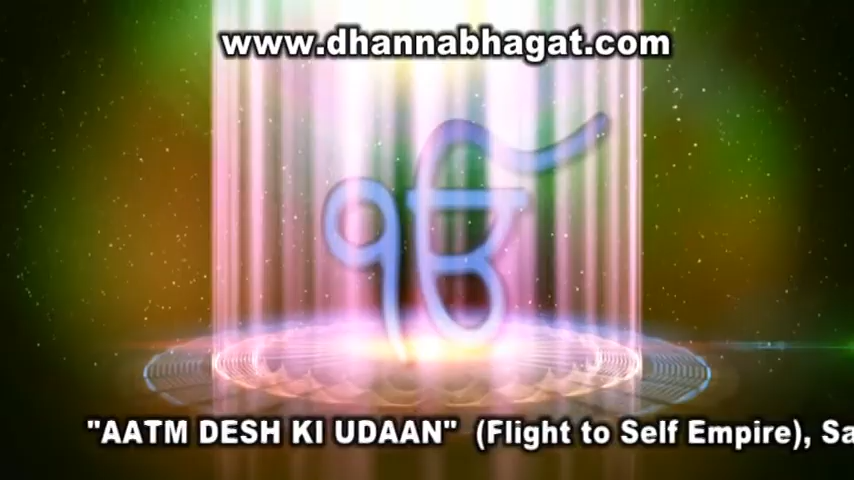 www.dhannabhagat.com
ੴ
"AATM DESH KI UDAAN" (Flight to Self Empire), Sa